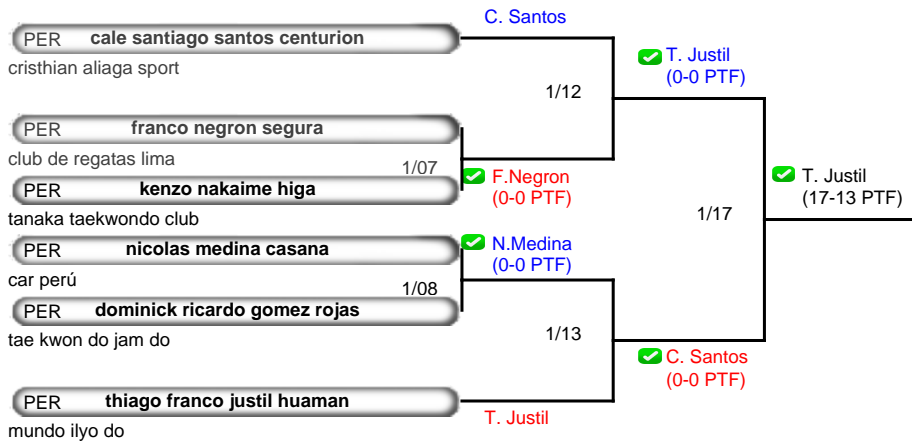 C. Santos
PER cale santiago santos centurion
cristhian aliaga sport
T. Justil
(0-0 PTF)
1/12
PER franco negron segura
club de regatas lima
1/07
F.Negron
(0-0 PTF)
PER kenzo nakaime higa
tanaka taekwondo club
T. Justil
(17-13 PTF)
1/17
PER nicolas medina casana
car perú
N.Medina
(0-0 PTF)
1/08
PER dominick ricardo gomez rojas
tae kwon do jam do
1/13
C. Santos
(0-0 PTF)
PER thiago franco justil huaman
mundo ilyo do
T. Justil